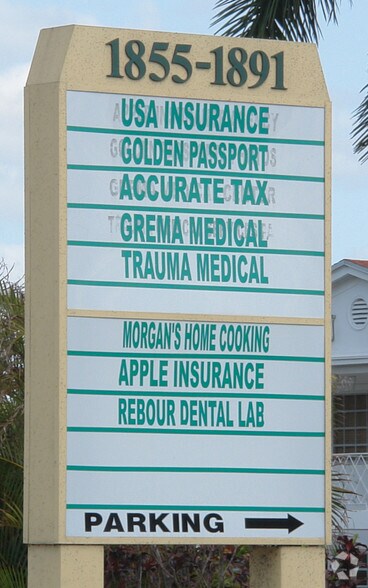 1855-1891
USA INSURANCE
GOLDEN PASSPORT
ACCURATE TAX
GREMA MEDICAL
TRAUMA MEDICAL
MORGAN'S HOME COOKING
APPLE INSURANCE
REBOUR DENTAL LAB
PARKING